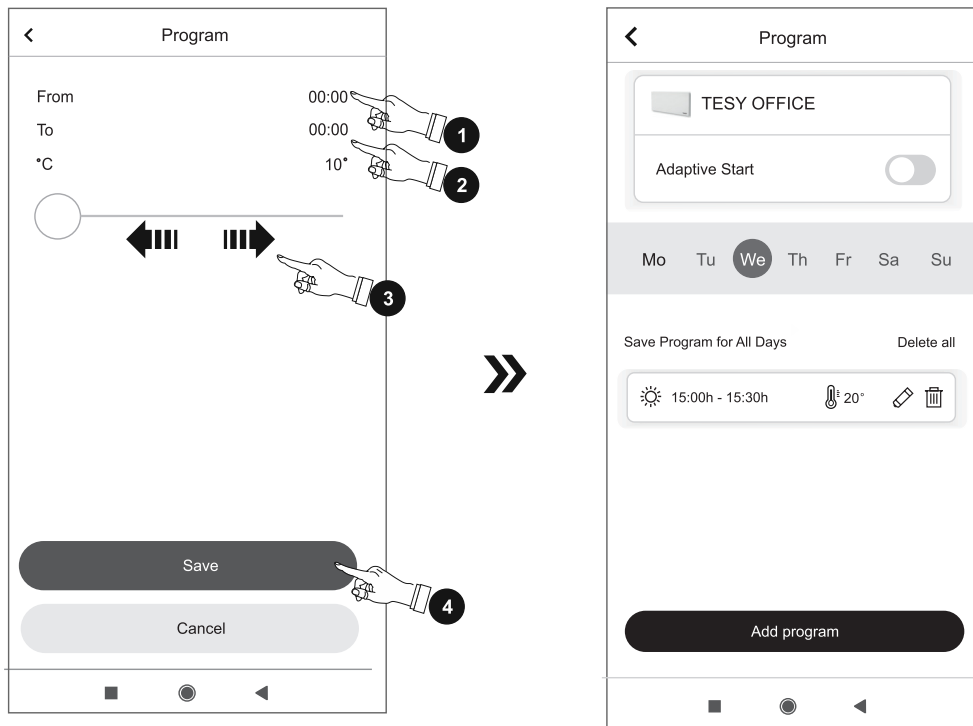 Program
From 00:00
To 00:00
°C 10°
1
2
3
Save
4
Cancel
Program
TESY OFFICE
Adaptive Start
Mo Tu We Th Fr Sa Su
Save Program for All Days Delete all
15:00h - 15:30h 20°
Add program